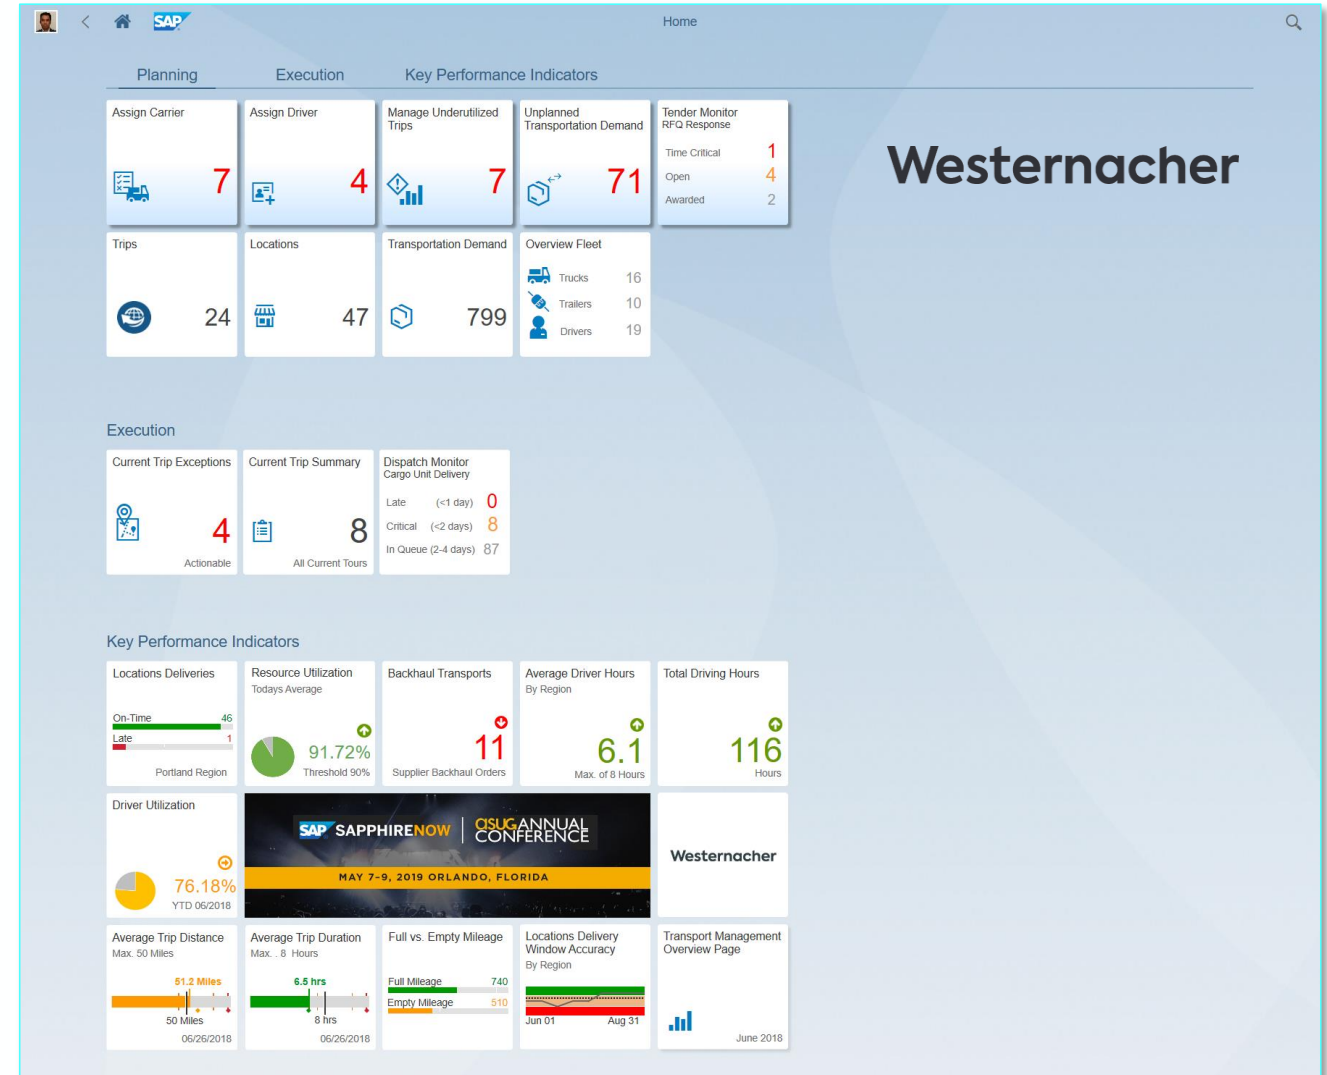 SAP
Home
Planning
Execution
Key Performance Indicators
Assign Carrier
7
Assign Driver
4
Manage Underutilized
Trips
7
Unplanned
Transportation Demand
71
Tender Monitor
RFQ Response
Time Critical 1
Open 4
Awarded 2
Westernacher
Trips
24
Locations
47
Transportation Demand
799
Overview Fleet
Trucks 16
Trailers 10
Drivers 19
Execution
Current Trip Exceptions
4
Actionable
Current Trip Summary
8
All Current Tours
Dispatch Monitor
Cargo Unit Delivery
Late (<1 day) 0
Critical (<2 days) 8
In Queue (2-4 days) 87
Key Performance Indicators
Locations Deliveries
On-Time 46
Late 1
Portland Region
Resource Utilization
Todays Average
91.72%
Threshold 90%
Backhaul Transports
11
Supplier Backhaul Orders
Average Driver Hours
By Region
6.1
Max. of 8 Hours
Total Driving Hours
116
Hours
Driver Utilization
76.18%
YTD 06/2018
SAP SAPPHIRENOW
ASUG ANNUAL
CONFERENCE
MAY 7-9, 2019 ORLANDO, FLORIDA
Westernacher
Average Trip Distance
Max. 50 Miles
51.2 Miles
50 Miles
06/26/2018
Average Trip Duration
Max. . 8 Hours
6.5 hrs
8 hrs
06/26/2018
Full vs. Empty Mileage
Full Mileage 740
Empty Mileage 510
Locations Delivery
Window Accuracy
By Region
Jun 01 Aug 31
Transport Management
Overview Page
June 2018